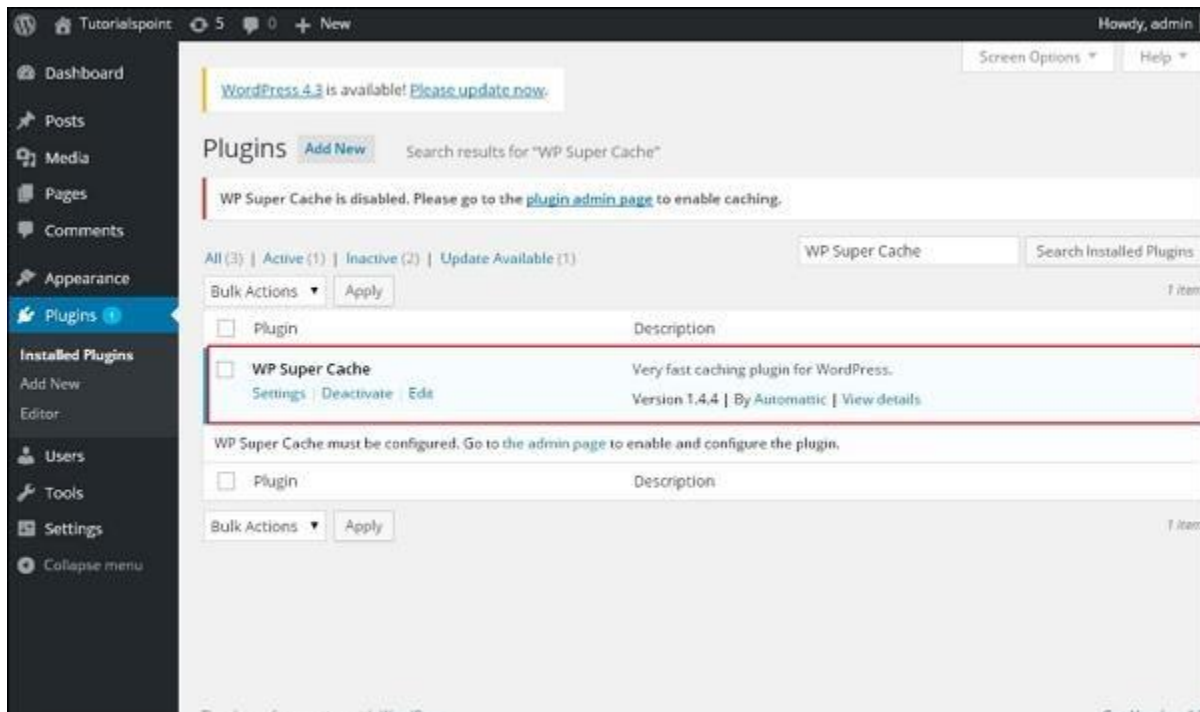 Tutorialspoint 5 0 + New Howdy, admin
Screen Options ▼ Help ▼
Dashboard
Posts
Media
Pages
Comments
Appearance
Plugins 1
Installed Plugins
Add New
Editor
Users
Tools
Settings
Collapse menu
WordPress 4.3 is available! Please update now.
Plugins Add New Search results for "WP Super Cache"
WP Super Cache is disabled. Please go to the plugin admin page to enable caching.
All (3) | Active (1) | Inactive (2) | Update Available (1)
WP Super Cache Search Installed Plugins
Bulk Actions ▼ Apply 1 item
Plugin Description
WP Super Cache Very fast caching plugin for WordPress.
Settings | Deactivate | Edit Version 1.4.4 | By Automattic | View details
WP Super Cache must be configured. Go to the admin page to enable and configure the plugin.
Plugin Description
Bulk Actions ▼ Apply 1 item